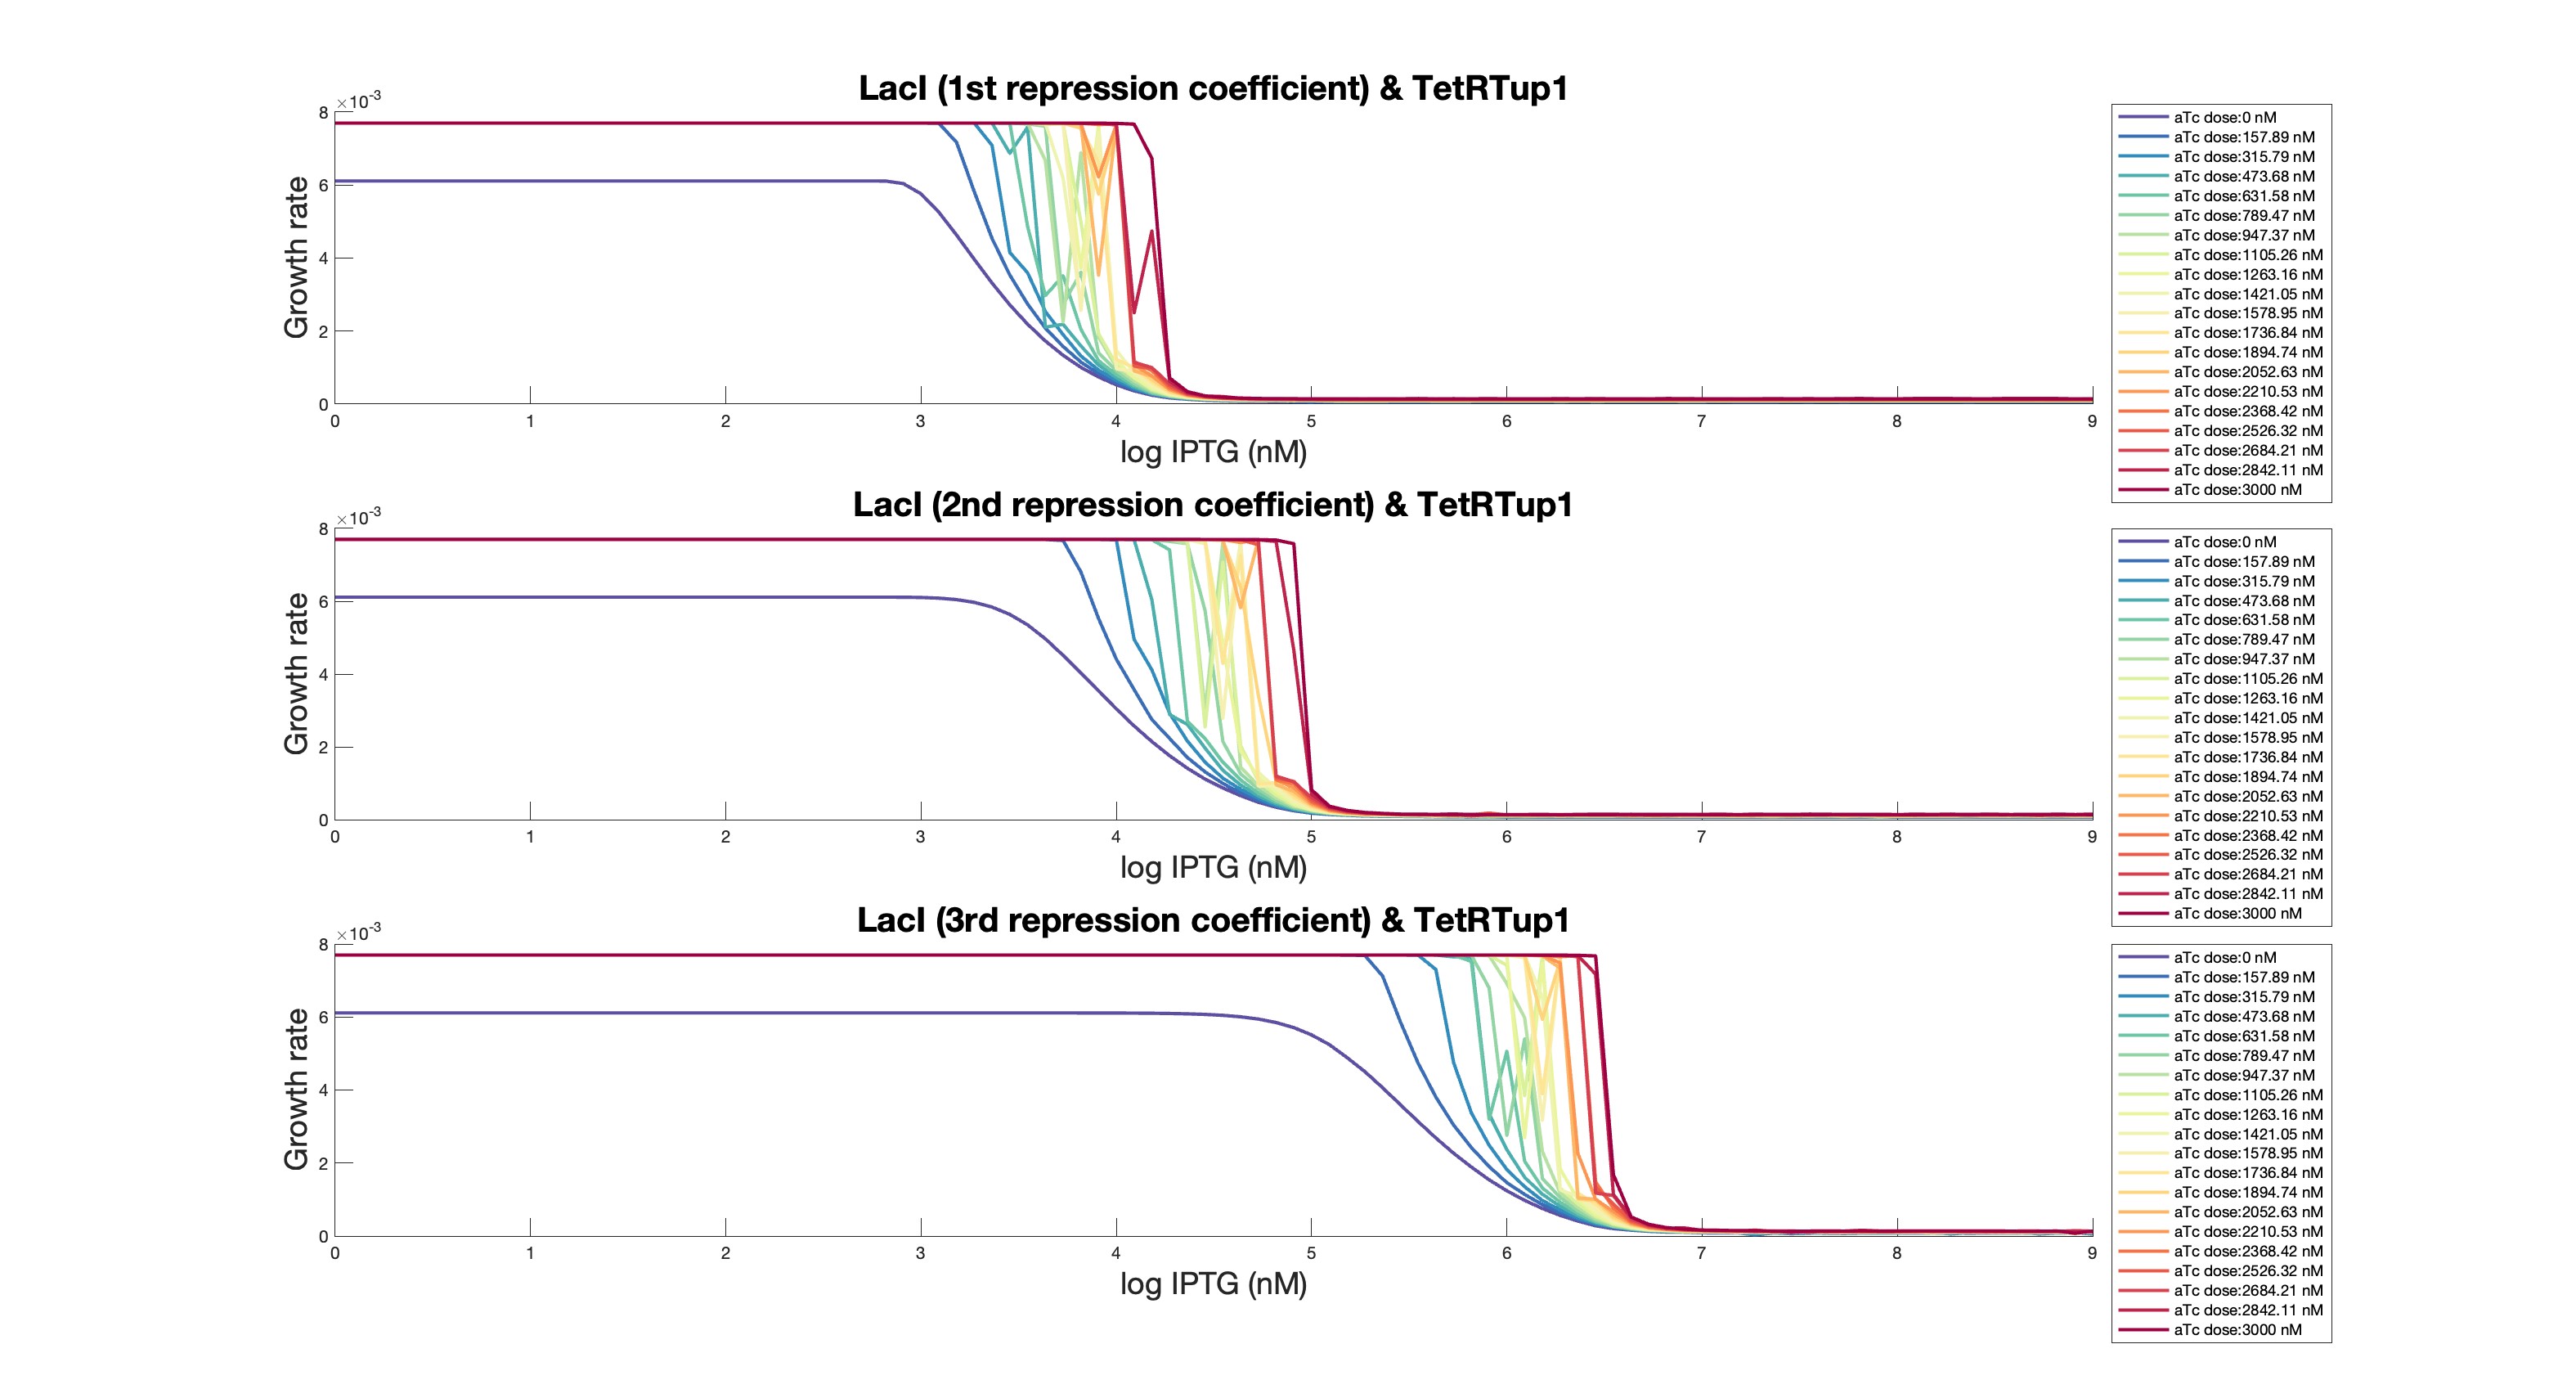 LacI (1st repression coefficient) & TetRTup1
×10-3
8
6
4
2
0
Growth rate
0 1 2 3 4 5 6 7 8 9
log IPTG (nM)
aTc dose:0 nM
aTc dose:157.89 nM
aTc dose:315.79 nM
aTc dose:473.68 nM
aTc dose:631.58 nM
aTc dose:789.47 nM
aTc dose:947.37 nM
aTc dose:1105.26 nM
aTc dose:1263.16 nM
aTc dose:1421.05 nM
aTc dose:1578.95 nM
aTc dose:1736.84 nM
aTc dose:1894.74 nM
aTc dose:2052.63 nM
aTc dose:2210.53 nM
aTc dose:2368.42 nM
aTc dose:2526.32 nM
aTc dose:2684.21 nM
aTc dose:2842.11 nM
aTc dose:3000 nM
LacI (2nd repression coefficient) & TetRTup1
×10-3
8
6
4
2
0
Growth rate
0 1 2 3 4 5 6 7 8 9
log IPTG (nM)
aTc dose:0 nM
aTc dose:157.89 nM
aTc dose:315.79 nM
aTc dose:473.68 nM
aTc dose:631.58 nM
aTc dose:789.47 nM
aTc dose:947.37 nM
aTc dose:1105.26 nM
aTc dose:1263.16 nM
aTc dose:1421.05 nM
aTc dose:1578.95 nM
aTc dose:1736.84 nM
aTc dose:1894.74 nM
aTc dose:2052.63 nM
aTc dose:2210.53 nM
aTc dose:2368.42 nM
aTc dose:2526.32 nM
aTc dose:2684.21 nM
aTc dose:2842.11 nM
aTc dose:3000 nM
LacI (3rd repression coefficient) & TetRTup1
×10-3
8
6
4
2
0
Growth rate
0 1 2 3 4 5 6 7 8 9
log IPTG (nM)
aTc dose:0 nM
aTc dose:157.89 nM
aTc dose:315.79 nM
aTc dose:473.68 nM
aTc dose:631.58 nM
aTc dose:789.47 nM
aTc dose:947.37 nM
aTc dose:1105.26 nM
aTc dose:1263.16 nM
aTc dose:1421.05 nM
aTc dose:1578.95 nM
aTc dose:1736.84 nM
aTc dose:1894.74 nM
aTc dose:2052.63 nM
aTc dose:2210.53 nM
aTc dose:2368.42 nM
aTc dose:2526.32 nM
aTc dose:2684.21 nM
aTc dose:2842.11 nM
aTc dose:3000 nM